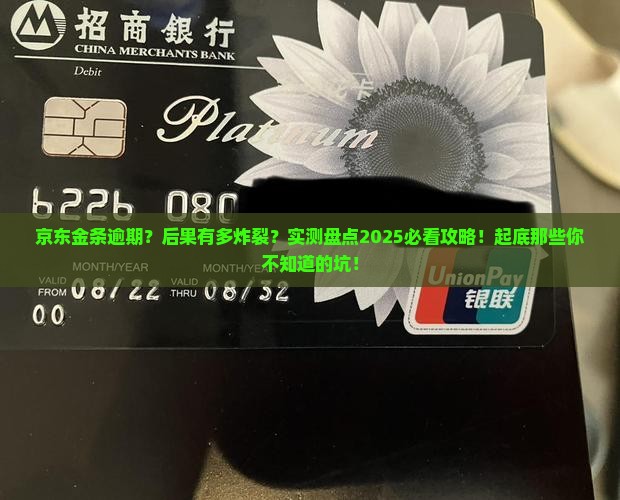 招商银行
CHINA MERCHANTS BANK
Debit
Platinum
6226 080
京东金条逾期？后果有多炸裂？实测盘点2025必看攻略！起底那些你
不知道的坑！
MONTH/YEAR MONTH/YEAR
VALID FROM 08/22 VALID THRU 08/32
UnionPay
银联
00